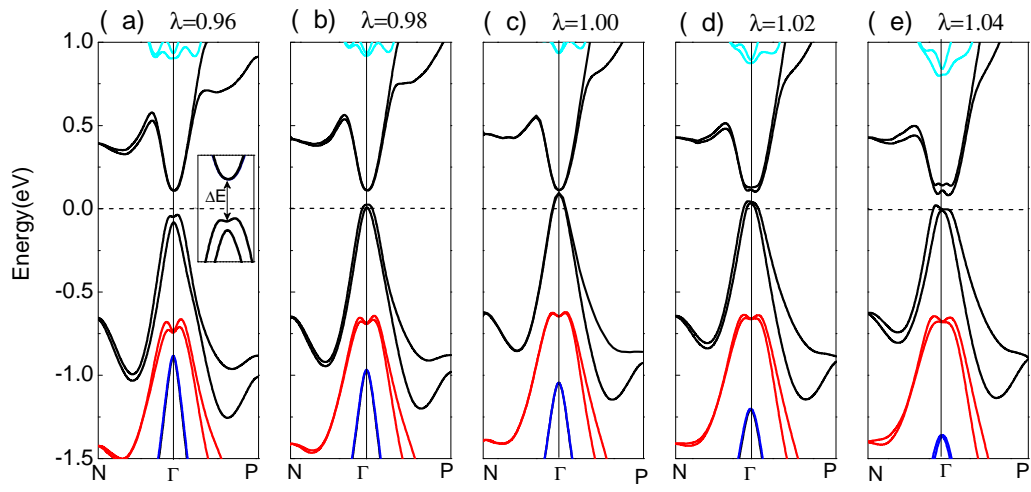 ( a) λ=0.96
( b) λ=0.98
( c) λ=1.00
( d) λ=1.02
( e) λ=1.04
Energy(eV)
1.0
0.5
0.0
-0.5
-1.0
-1.5
ΔE
N Γ P
N Γ P
N Γ P
N Γ P
N Γ P